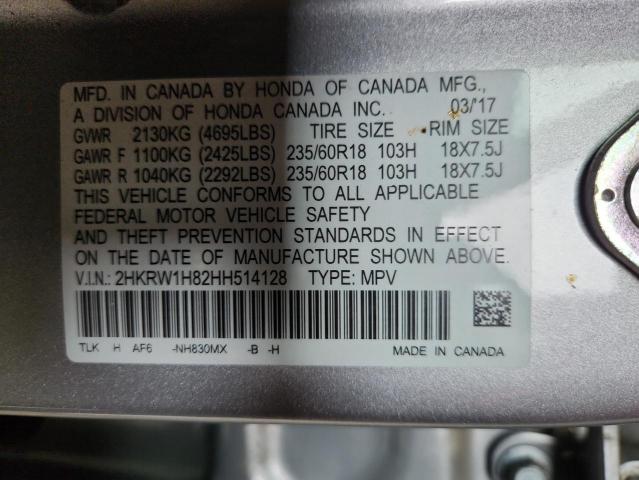 MFD. IN CANADA BY HONDA OF CANADA MFG.,
A DIVISION OF HONDA CANADA INC. 03/'17
GVWR 2130KG (4695LBS) TIRE SIZE RIM SIZE
GAWR F 1100KG (2425LBS) 235/60R18 103H 18X7.5J
GAWR R 1040KG (2292LBS) 235/60R18 103H 18X7.5J
THIS VEHICLE CONFORMS TO ALL APPLICABLE
FEDERAL MOTOR VEHICLE SAFETY
AND THEFT PREVENTION STANDARDS IN EFFECT
ON THE DATE OF MANUFACTURE SHOWN ABOVE.
V.I.N.: 2HKRW1H82HH514128 TYPE: MPV
TLK H AF6 -NH830MX -B -H MADE IN CANADA